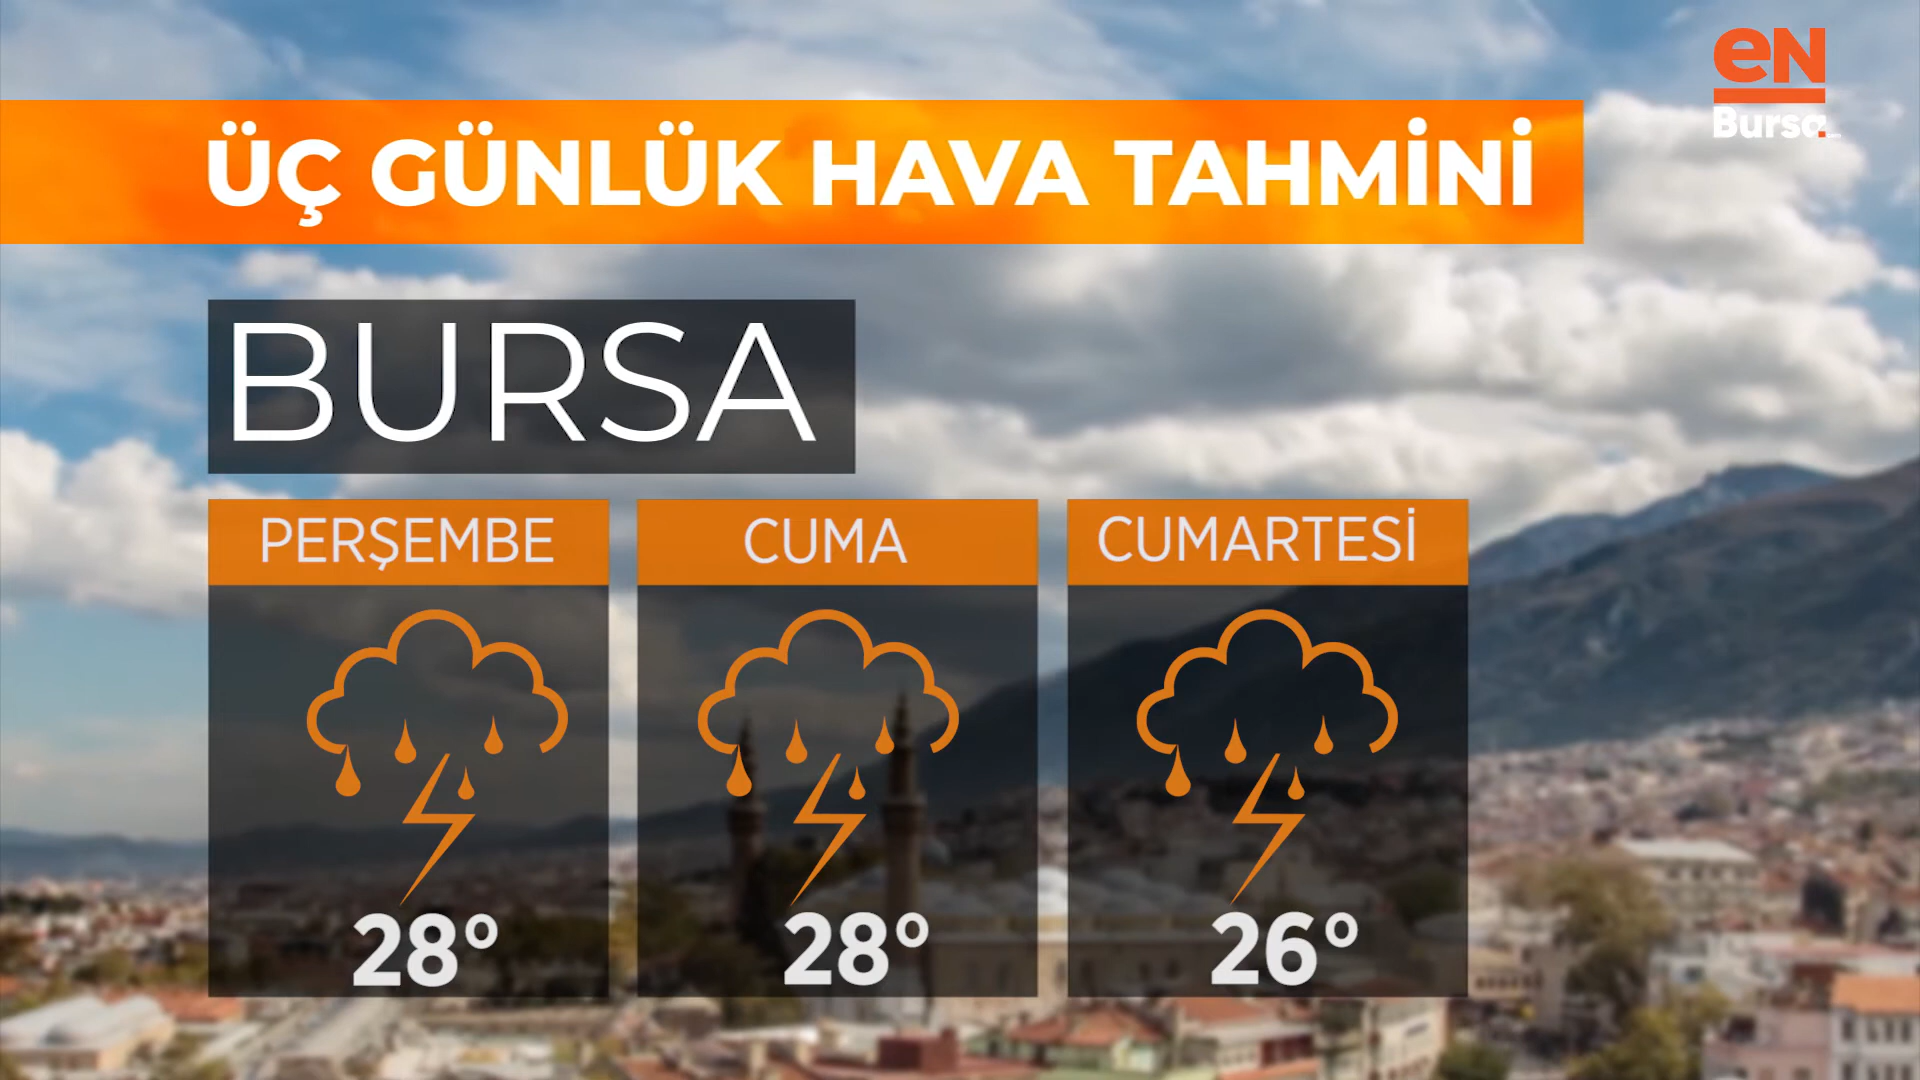 eN
Bursa
ÜÇ GÜNLÜK HAVA TAHMİNİ
BURSA
PERŞEMBE
CUMA
CUMARTESİ
28°
28°
26°